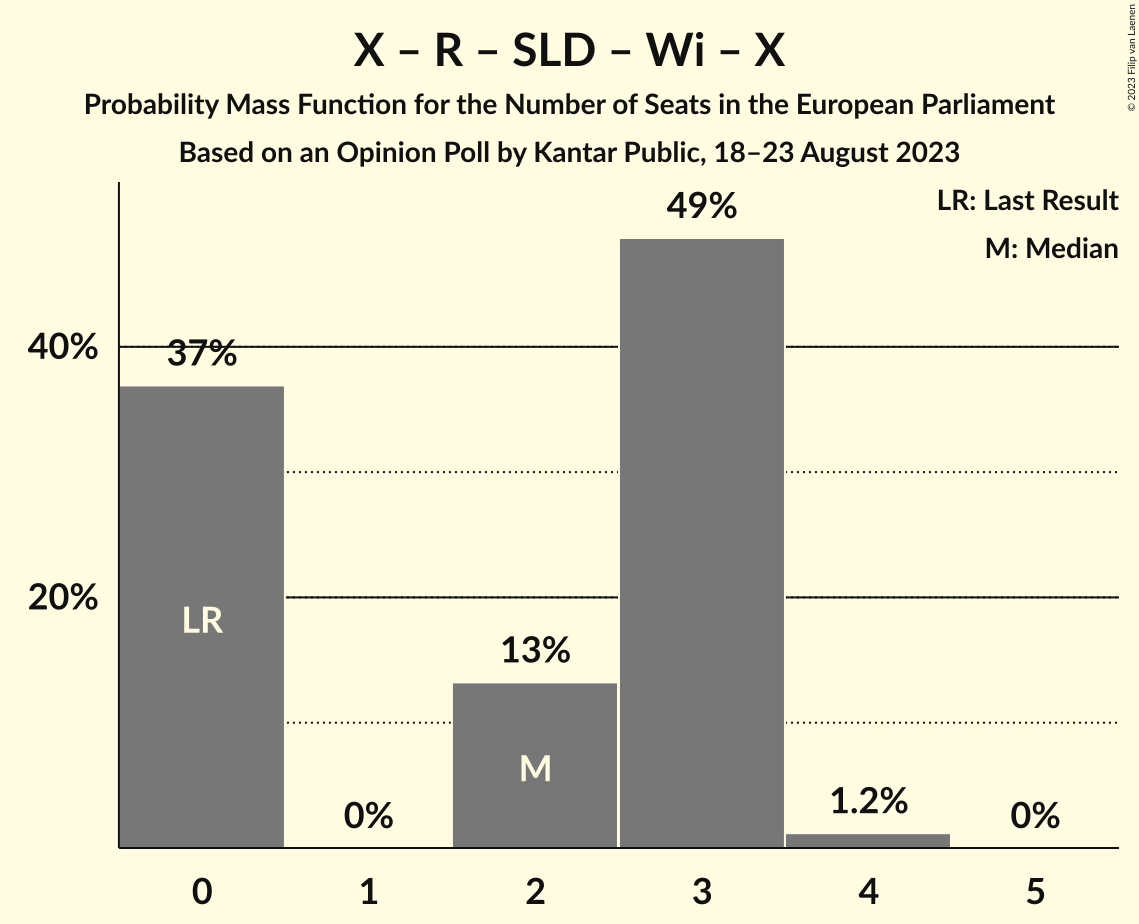 X – R – SLD – Wi – X
Probability Mass Function for the Number of Seats in the European Parliament
Based on an Opinion Poll by Kantar Public, 18–23 August 2023
© 2023 Filip van Laenen
LR: Last Result
M: Median
49%
40%
37%
20%
LR
13%
M
0%
1.2%
0%
0 1 2 3 4 5